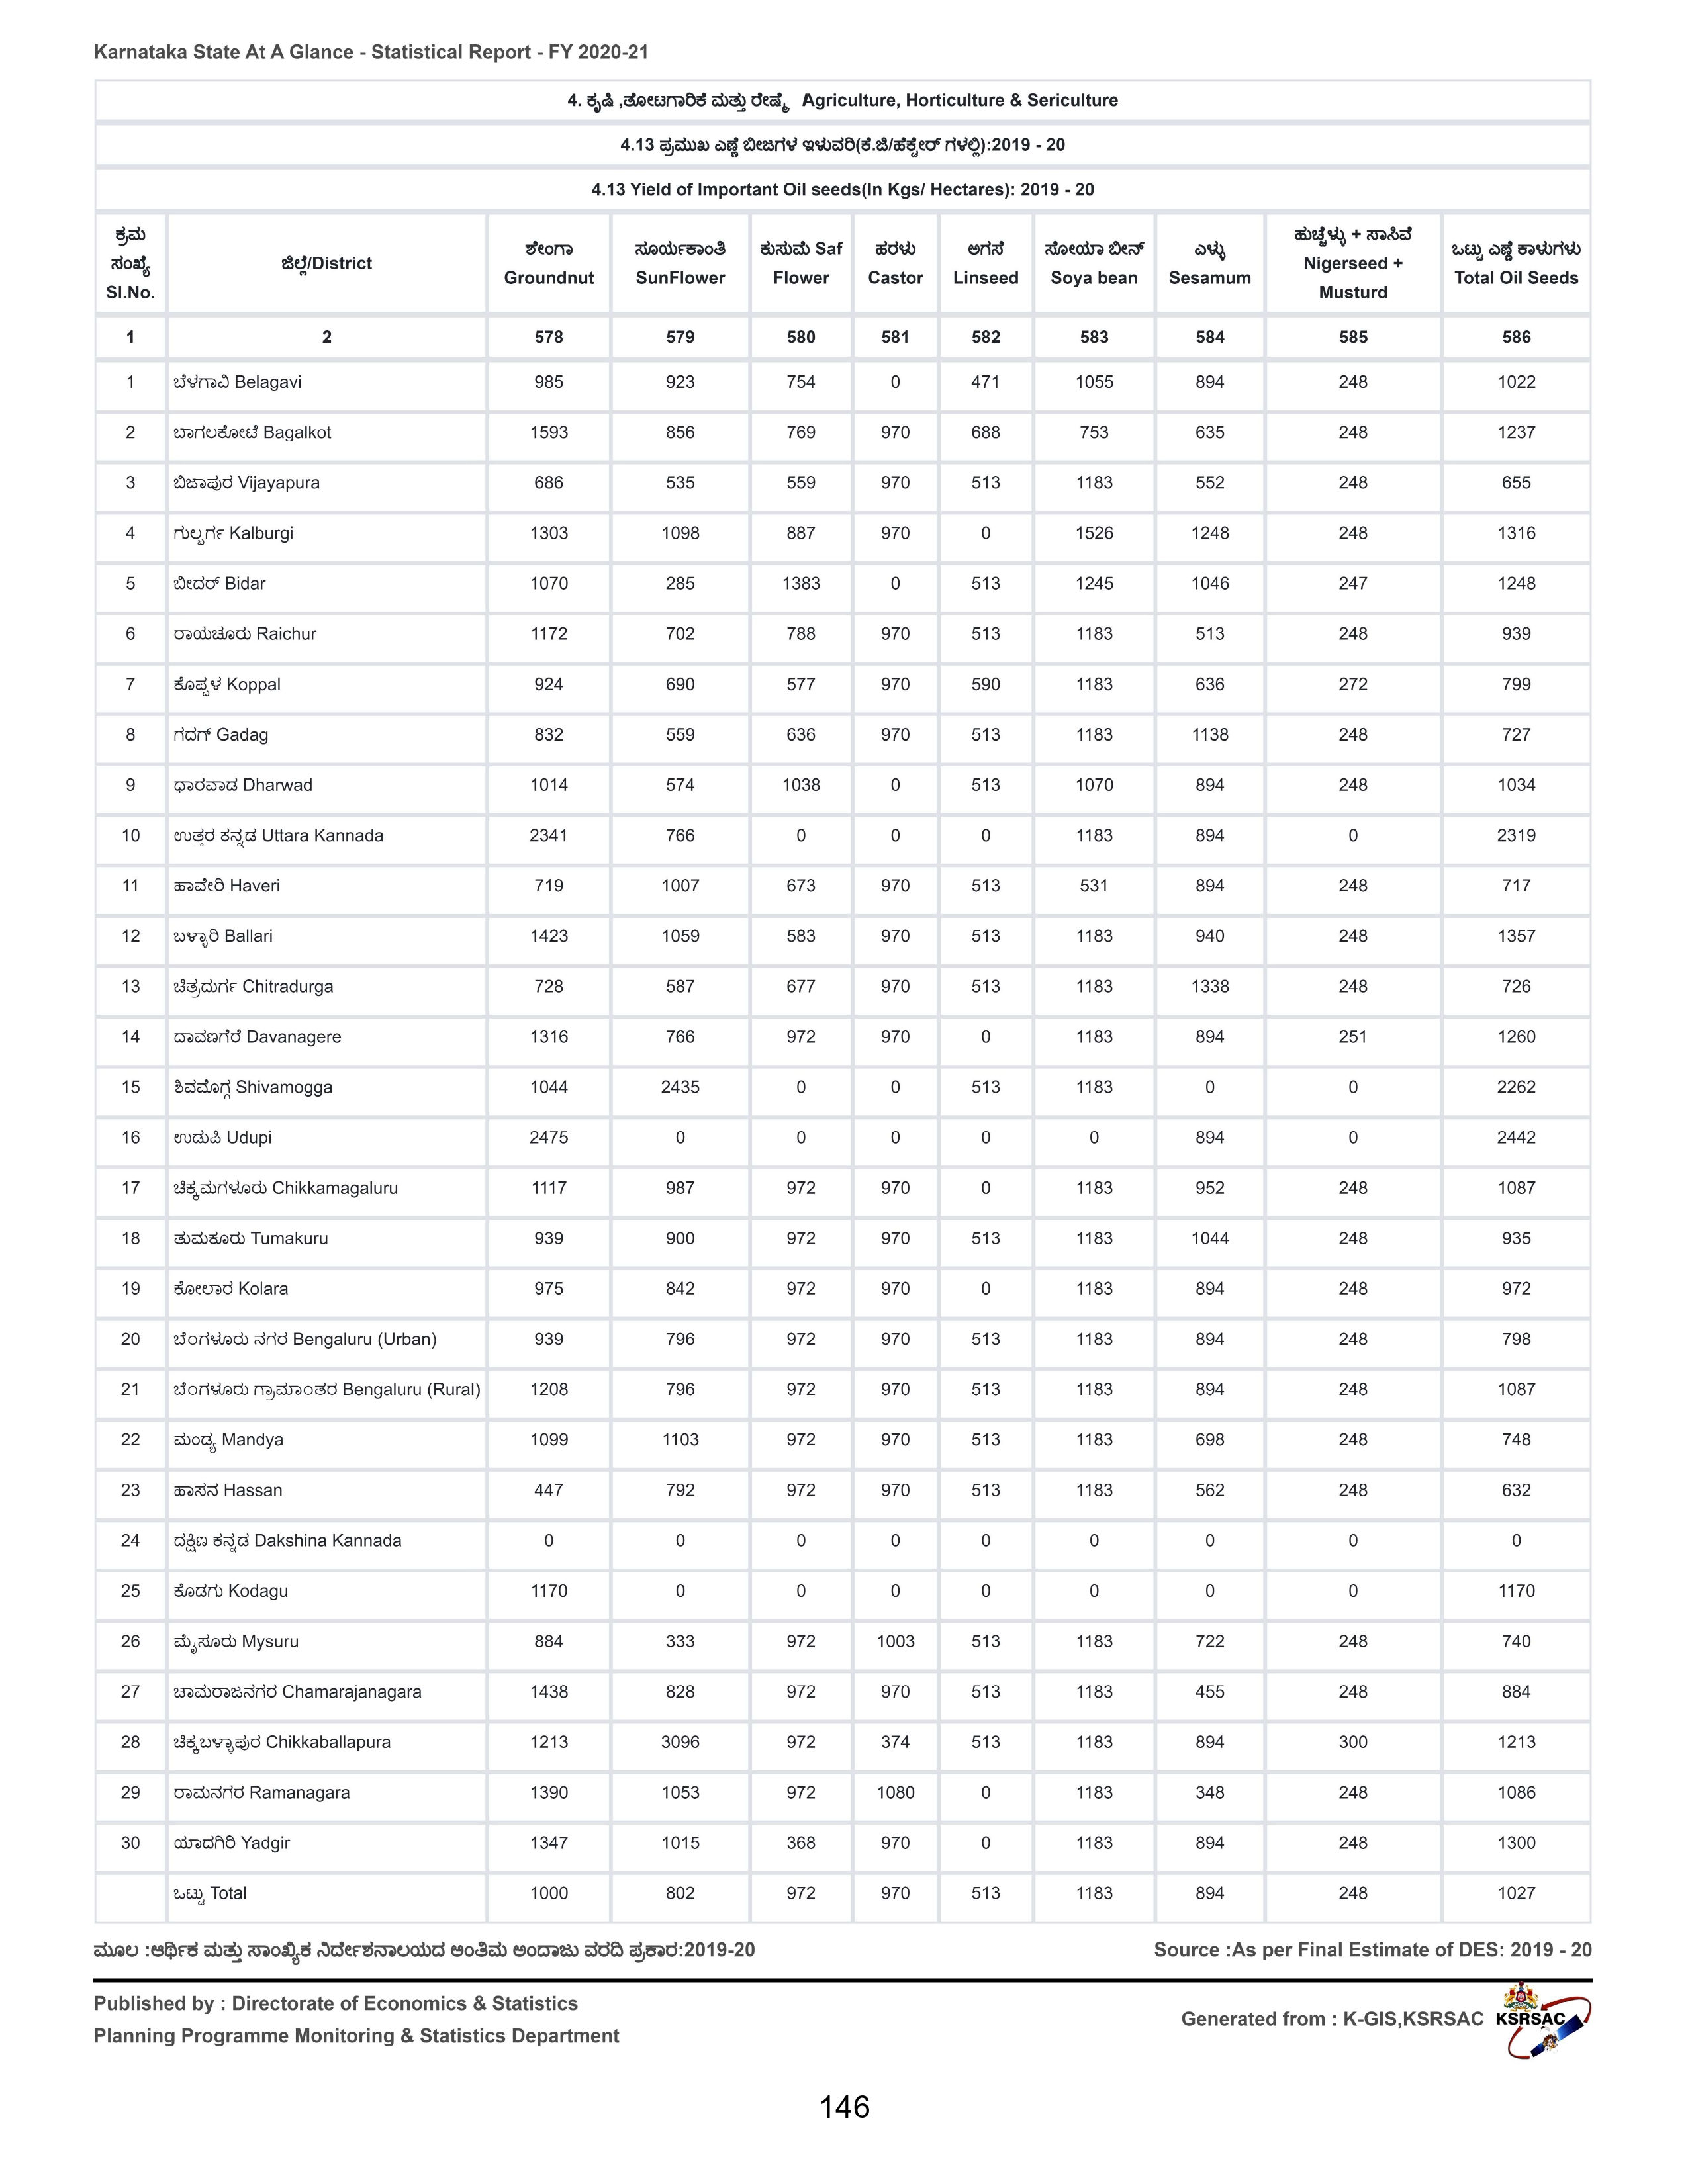 Karnataka State At A Glance - Statistical Report - FY 2020-21
4. ಕೃಷಿ ,ತೋಟಗಾರಿಕೆ ಮತ್ತು ರೇಷ್ಮೆ Agriculture, Horticulture & Sericulture
4.13 ಪ್ರಮುಖ ಎಣ್ಣೆ ಬೀಜಗಳ ಇಳುವರಿ(ಕೆ.ಜಿ/ಹೆಕ್ಟೇರ್ ಗಳಲ್ಲಿ):2019 - 20
4.13 Yield of Important Oil seeds(In Kgs/ Hectares): 2019 - 20
ಕ್ರಮ ಸಂಖ್ಯೆ Sl.No. ಜಿಲ್ಲೆ/District ಶೇಂಗಾ Groundnut ಸೂರ್ಯಕಾಂತಿ SunFlower ಕುಸುಮೆ Saf Flower ಹರಳು Castor ಅಗಸೆ Linseed ಸೋಯಾ ಬೀನ್ Soya bean ಎಳ್ಳು Sesamum ಹುಚ್ಚೆಳ್ಳು + ಸಾಸಿವೆ Nigerseed + Musturd ಒಟ್ಟು ಎಣ್ಣೆ ಕಾಳುಗಳು Total Oil Seeds
1 2 578 579 580 581 582 583 584 585 586
1 ಬೆಳಗಾವಿ Belagavi 985 923 754 0 471 1055 894 248 1022
2 ಬಾಗಲಕೋಟೆ Bagalkot 1593 856 769 970 688 753 635 248 1237
3 ಬಿಜಾಪುರ Vijayapura 686 535 559 970 513 1183 552 248 655
4 ಗುಲ್ಬರ್ಗ Kalburgi 1303 1098 887 970 0 1526 1248 248 1316
5 ಬೀದರ್ Bidar 1070 285 1383 0 513 1245 1046 247 1248
6 ರಾಯಚೂರು Raichur 1172 702 788 970 513 1183 513 248 939
7 ಕೊಪ್ಪಳ Koppal 924 690 577 970 590 1183 636 272 799
8 ಗದಗ್ Gadag 832 559 636 970 513 1183 1138 248 727
9 ಧಾರವಾಡ Dharwad 1014 574 1038 0 513 1070 894 248 1034
10 ಉತ್ತರ ಕನ್ನಡ Uttara Kannada 2341 766 0 0 0 1183 894 0 2319
11 ಹಾವೇರಿ Haveri 719 1007 673 970 513 531 894 248 717
12 ಬಳ್ಳಾರಿ Ballari 1423 1059 583 970 513 1183 940 248 1357
13 ಚಿತ್ರದುರ್ಗ Chitradurga 728 587 677 970 513 1183 1338 248 726
14 ದಾವಣಗೆರೆ Davanagere 1316 766 972 970 0 1183 894 251 1260
15 ಶಿವಮೊಗ್ಗ Shivamogga 1044 2435 0 0 513 1183 0 0 2262
16 ಉಡುಪಿ Udupi 2475 0 0 0 0 0 894 0 2442
17 ಚಿಕ್ಕಮಗಳೂರು Chikkamagaluru 1117 987 972 970 0 1183 952 248 1087
18 ತುಮಕೂರು Tumakuru 939 900 972 970 513 1183 1044 248 935
19 ಕೋಲಾರ Kolara 975 842 972 970 0 1183 894 248 972
20 ಬೆಂಗಳೂರು ನಗರ Bengaluru (Urban) 939 796 972 970 513 1183 894 248 798
21 ಬೆಂಗಳೂರು ಗ್ರಾಮಾಂತರ Bengaluru (Rural) 1208 796 972 970 513 1183 894 248 1087
22 ಮಂಡ್ಯ Mandya 1099 1103 972 970 513 1183 698 248 748
23 ಹಾಸನ Hassan 447 792 972 970 513 1183 562 248 632
24 ದಕ್ಷಿಣ ಕನ್ನಡ Dakshina Kannada 0 0 0 0 0 0 0 0 0
25 ಕೊಡಗು Kodagu 1170 0 0 0 0 0 0 0 1170
26 ಮೈಸೂರು Mysuru 884 333 972 1003 513 1183 722 248 740
27 ಚಾಮರಾಜನಗರ Chamarajanagara 1438 828 972 970 513 1183 455 248 884
28 ಚಿಕ್ಕಬಳ್ಳಾಪುರ Chikkaballapura 1213 3096 972 374 513 1183 894 300 1213
29 ರಾಮನಗರ Ramanagara 1390 1053 972 1080 0 1183 348 248 1086
30 ಯಾದಗಿರಿ Yadgir 1347 1015 368 970 0 1183 894 248 1300
ಒಟ್ಟು Total 1000 802 972 970 513 1183 894 248 1027
ಮೂಲ :ಆರ್ಥಿಕ ಮತ್ತು ಸಾಂಖ್ಯಿಕ ನಿರ್ದೇಶನಾಲಯದ ಅಂತಿಮ ಅಂದಾಜು ವರದಿ ಪ್ರಕಾರ:2019-20 Source :As per Final Estimate of DES: 2019 - 20
Published by : Directorate of Economics & Statistics
Planning Programme Monitoring & Statistics Department
Generated from : K-GIS,KSRSAC KSRSAC
146